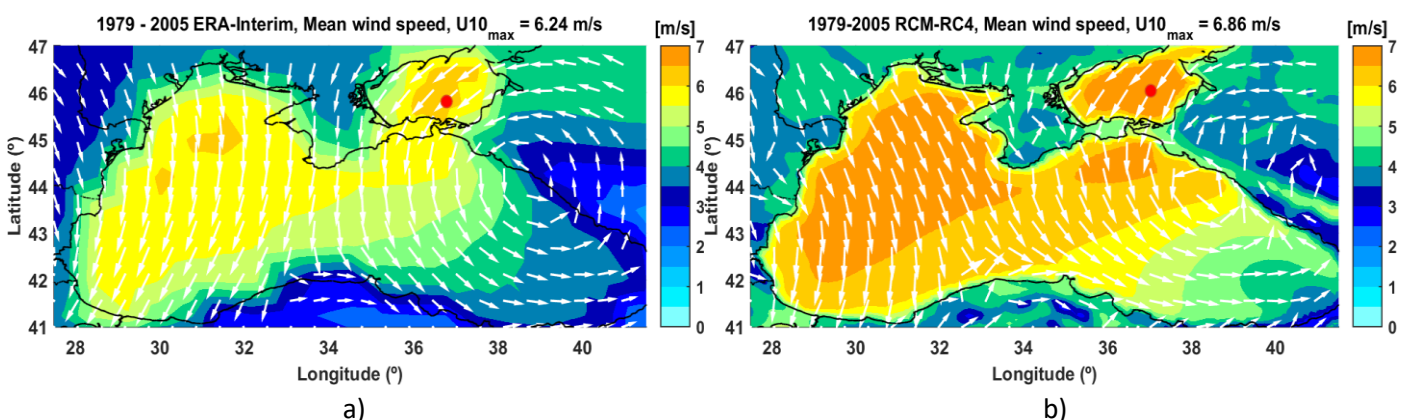 1979 - 2005 ERA-Interim, Mean wind speed, U10max = 6.24 m/s
[m/s]
47
46
45
44
43
42
41
Latitude (º)
28 30 32 34 36 38 40
Longitude (º)
7
6
5
4
3
2
1
0
a)
1979-2005 RCM-RC4, Mean wind speed, U10max = 6.86 m/s
[m/s]
47
46
45
44
43
42
41
Latitude (º)
28 30 32 34 36 38 40
Longitude (º)
7
6
5
4
3
2
1
0
b)